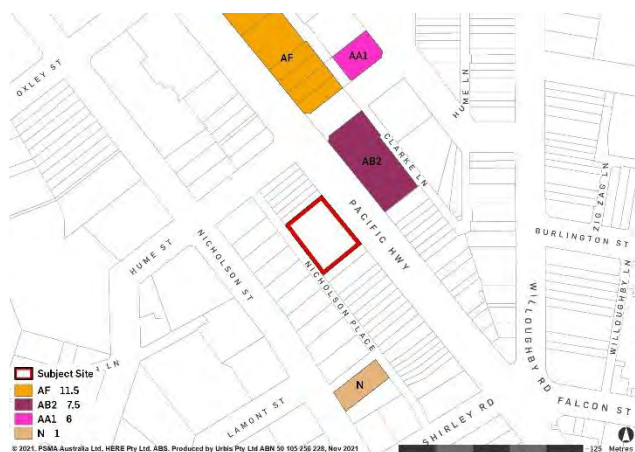 OXLEY ST
AF
AA1
HUME LN
CLARKE LN
AB2
ZIG ZAG LN
PACIFIC HWY
BURLINGTON ST
HUME ST
NICHOLSON ST
NICHOLSON PLACE
WILLOUGHBY LN
WILLOUGHBY RD
LN
Subject Site
AF 11.5
AB2 7.5
AA1 6
N 1
N
LAMONT ST
SHIRLEY RD
FALCON ST
© 2021. PSMA Australia Ltd, HERE Pty Ltd. ABS. Produced by Urbis Pty Ltd ABN 50 105 256 228, Nov 2021
125 Metres